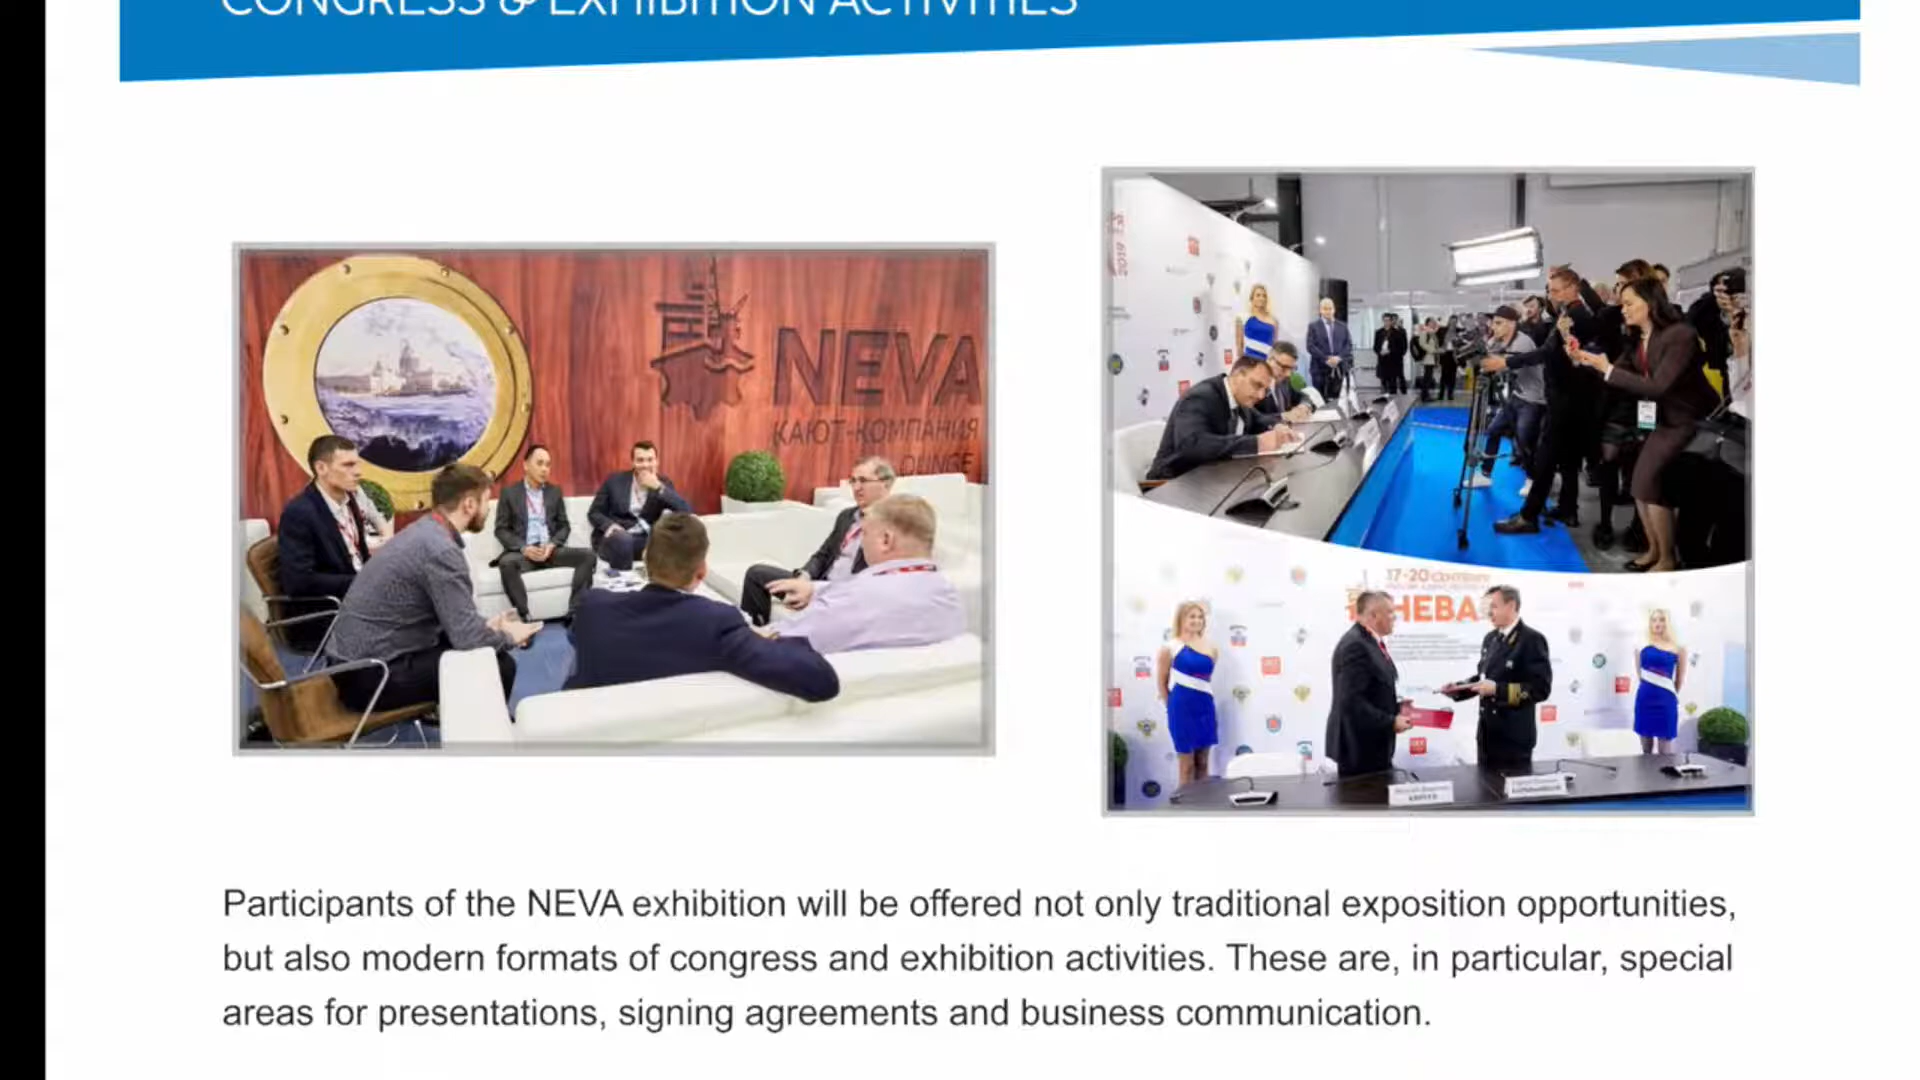 CONGRESS & EXHIBITION ACTIVITIES
NEVA
КАЮТ-КОМПАНИЯ
LOUNGE
2019
17-20 СЕНТЯБРЯ
НЕВА
Participants of the NEVA exhibition will be offered not only traditional exposition opportunities,
but also modern formats of congress and exhibition activities. These are, in particular, special
areas for presentations, signing agreements and business communication.